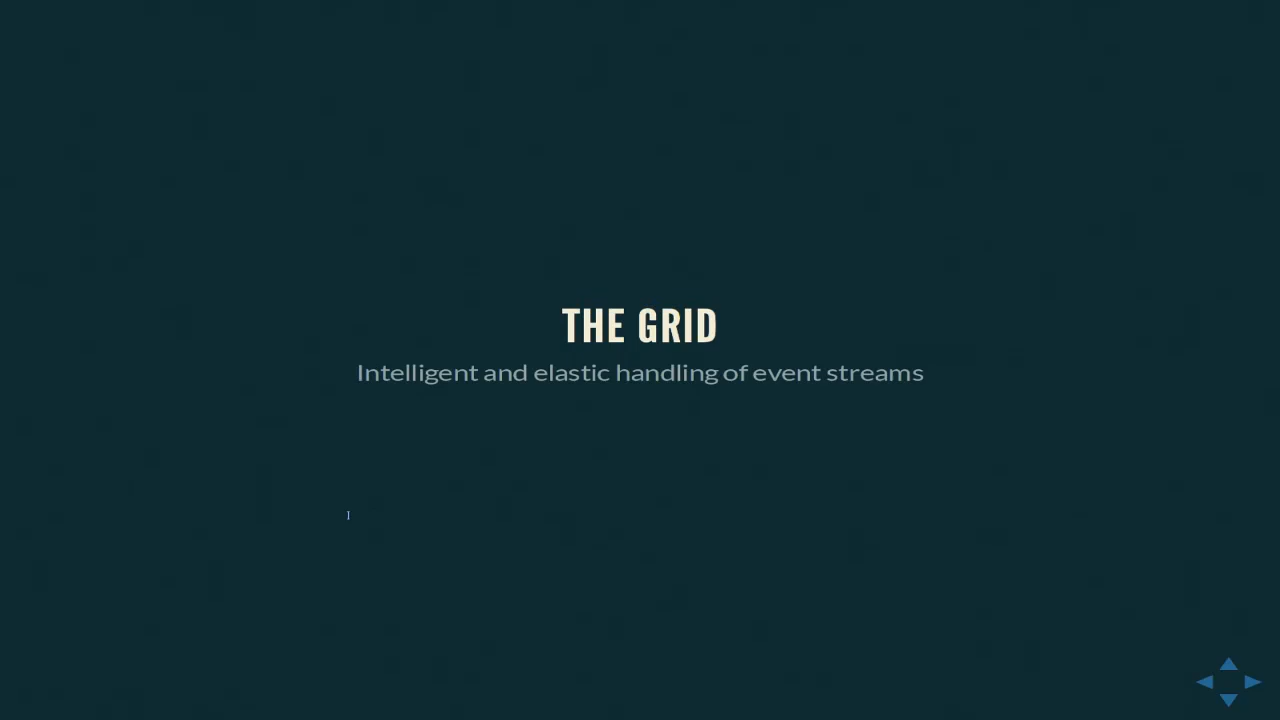 THE GRID
Intelligent and elastic handling of event streams